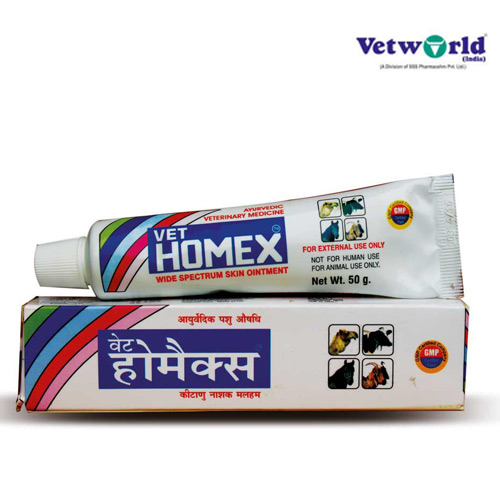 Vetworld
(India)
(A Division of SSS Pharmachem Pvt. Ltd.)
AYURVEDIC
VETERINARY MEDICINE
VET
HOMEX
WIDE SPECTRUM SKIN OINTMENT
FOR EXTERNAL USE ONLY
NOT FOR HUMAN USE
FOR ANIMAL USE ONLY.
Net Wt. 50 g.
GMP
आयुर्वेदिक पशु औषधि
वेट
होमैक्स
कीटाणु नाशक मलहम
GMP